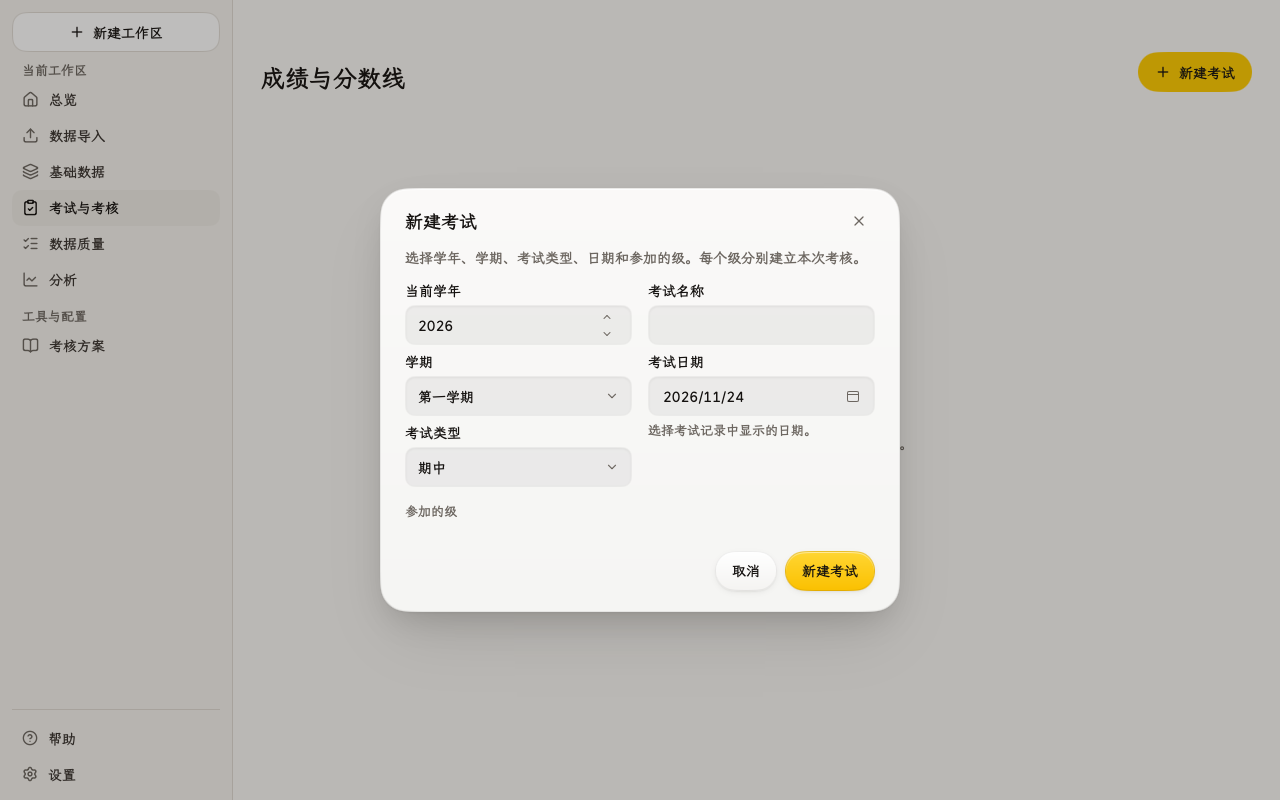 新建工作区
当前工作区
总览
数据导入
基础数据
考试与考核
数据质量
分析
工具与配置
考核方案
帮助
设置
成绩与分数线
新建考试
新建考试
选择学年、学期、考试类型、日期和参加的级。每个级分别建立本次考核。
当前学年
2026
考试名称
学期
第一学期
考试日期
2026/11/24
选择考试记录中显示的日期。
考试类型
期中
参加的级
取消
新建考试
。